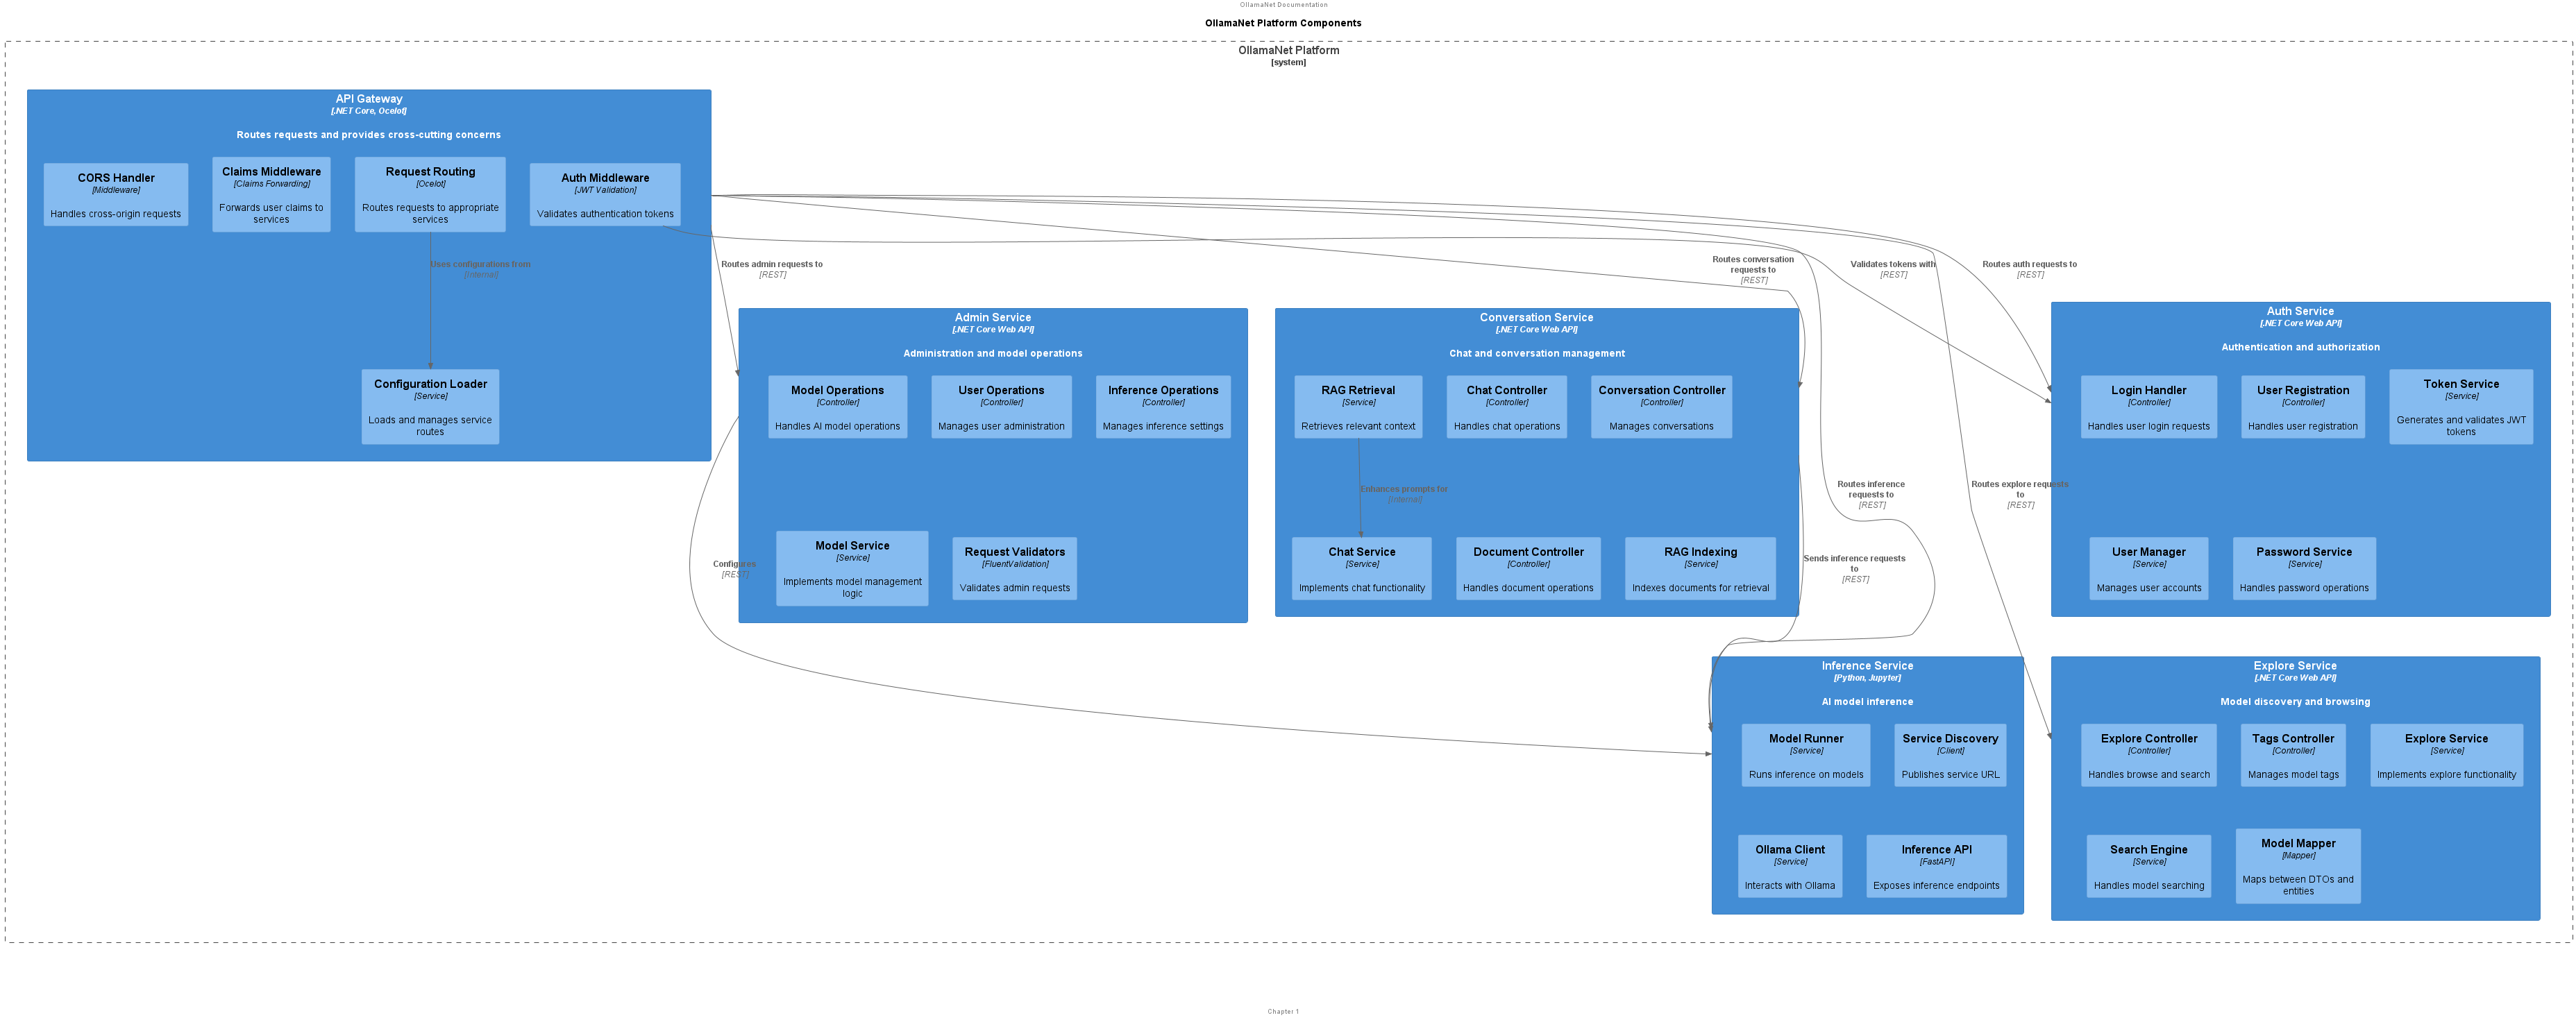 OllamaNet Documentation
OllamaNet Platform Components
OllamaNet Platform
[system]
API Gateway
[.NET Core, Ocelot]
Routes requests and provides cross-cutting concerns
CORS Handler
[Middleware]
Handles cross-origin requests
Claims Middleware
[Claims Forwarding]
Forwards user claims to
services
Request Routing
[Ocelot]
Routes requests to appropriate
services
Auth Middleware
[JWT Validation]
Validates authentication tokens
Uses configurations from
[Internal]
Configuration Loader
[Service]
Loads and manages service
routes
Routes admin requests to
[REST]
Routes conversation
requests to
[REST]
Validates tokens with
[REST]
Routes auth requests to
[REST]
Admin Service
[.NET Core Web API]
Administration and model operations
Model Operations
[Controller]
Handles AI model operations
User Operations
[Controller]
Manages user administration
Inference Operations
[Controller]
Manages inference settings
Model Service
[Service]
Implements model management
logic
Request Validators
[FluentValidation]
Validates admin requests
Configures
[REST]
Conversation Service
[.NET Core Web API]
Chat and conversation management
RAG Retrieval
[Service]
Retrieves relevant context
Chat Controller
[Controller]
Handles chat operations
Conversation Controller
[Controller]
Manages conversations
Enhances prompts for
[Internal]
Chat Service
[Service]
Implements chat functionality
Document Controller
[Controller]
Handles document operations
RAG Indexing
[Service]
Indexes documents for retrieval
Sends inference requests
to
[REST]
Routes inference
requests to
[REST]
Routes explore requests
to
[REST]
Auth Service
[.NET Core Web API]
Authentication and authorization
Login Handler
[Controller]
Handles user login requests
User Registration
[Controller]
Handles user registration
Token Service
[Service]
Generates and validates JWT
tokens
User Manager
[Service]
Manages user accounts
Password Service
[Service]
Handles password operations
Inference Service
[Python, Jupyter]
AI model inference
Model Runner
[Service]
Runs inference on models
Service Discovery
[Client]
Publishes service URL
Ollama Client
[Service]
Interacts with Ollama
Inference API
[FastAPI]
Exposes inference endpoints
Explore Service
[.NET Core Web API]
Model discovery and browsing
Explore Controller
[Controller]
Handles browse and search
Tags Controller
[Controller]
Manages model tags
Explore Service
[Service]
Implements explore functionality
Search Engine
[Service]
Handles model searching
Model Mapper
[Mapper]
Maps between DTOs and
entities
Chapter 1